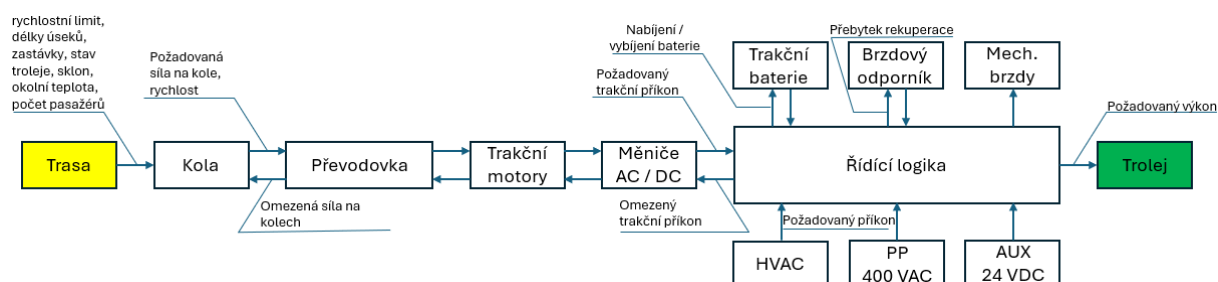 rychlostní limit,
délky úseků,
zastávky, stav
troleje, sklon,
okolní teplota,
počet pasažérů
Požadovaná
síla na kole,
rychlost
Nabíjení /
vybíjení baterie
Požadovaný
trakční příkon
Přebytek rekuperace
Trakční
baterie
Brzdový
odporník
Mech.
brzdy
Požadovaný výkon
Trasa
Kola
Převodovka
Trakční
motory
Měniče
AC / DC
Řídící logika
Trolej
Omezená síla na
kolech
Omezený
trakční příkon
Požadovaný příkon
HVAC
PP
400 VAC
AUX
24 VDC